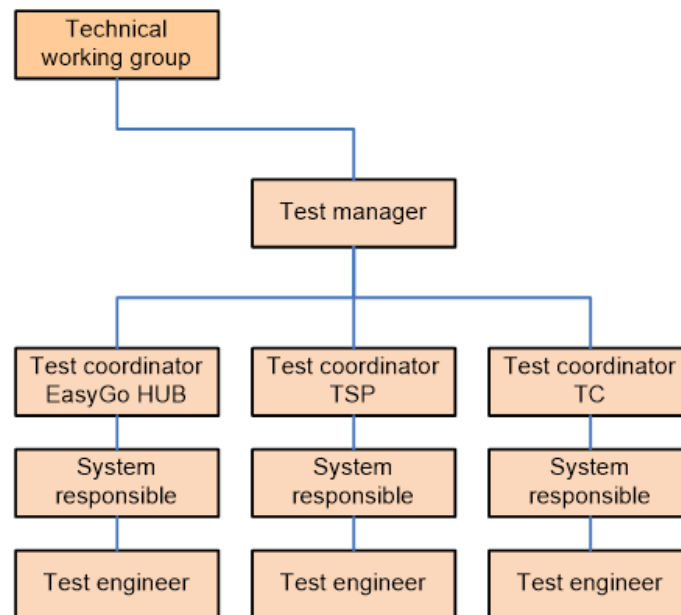 Technical
working group
Test manager
Test coordinator
EasyGo HUB
Test coordinator
TSP
Test coordinator
TC
System
responsible
System
responsible
System
responsible
Test engineer
Test engineer
Test engineer